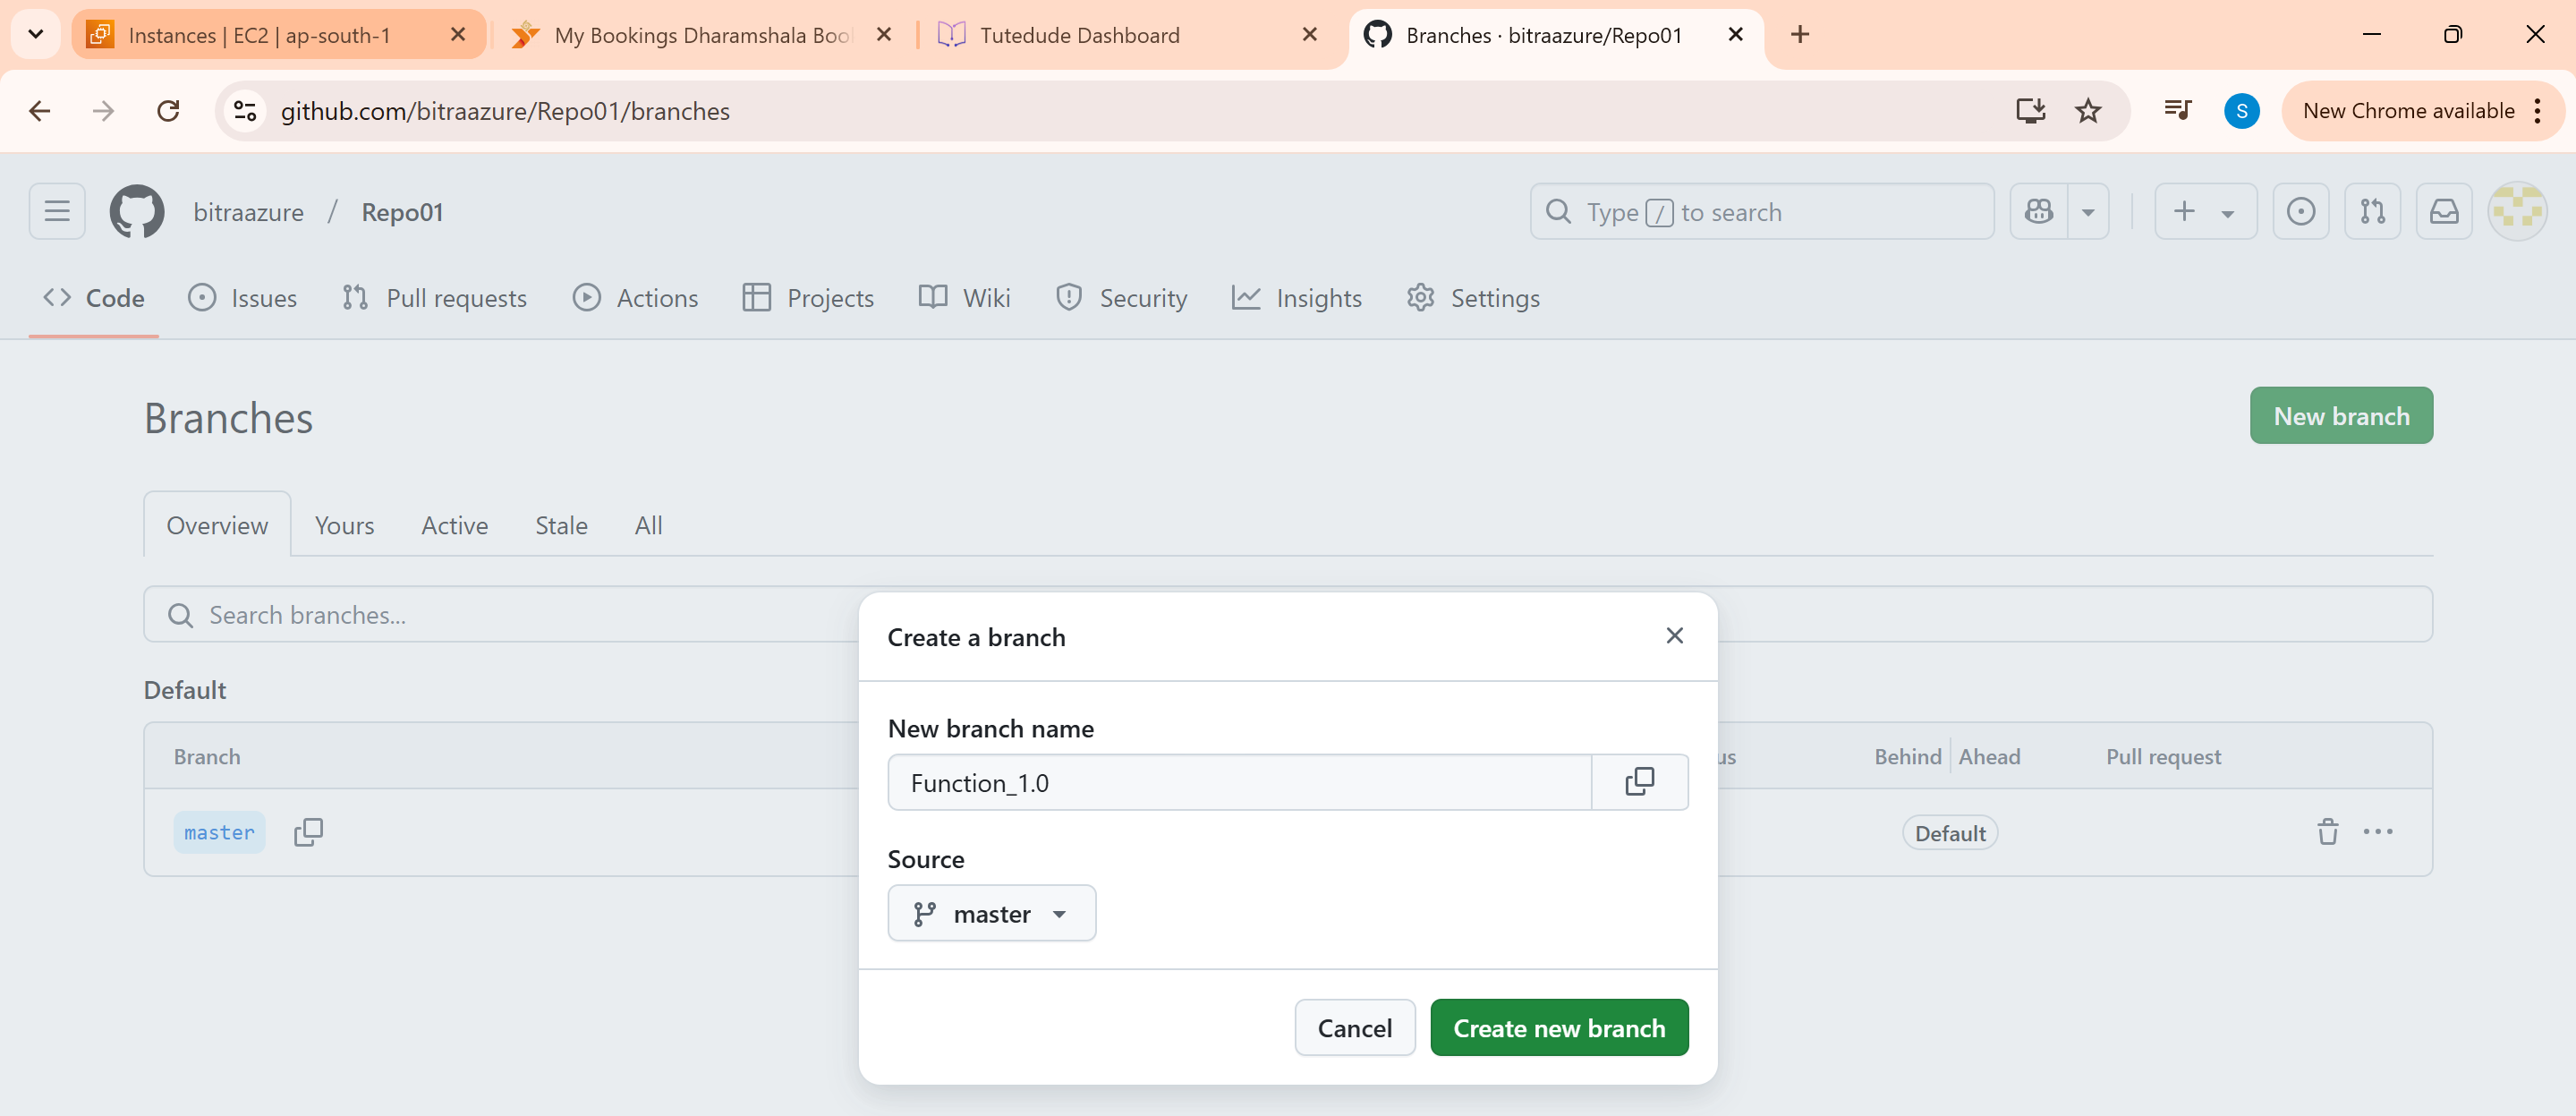 Instances | EC2 | ap-south-1
My Bookings Dharamshala Boo
Tutedude Dashboard
Branches · bitraazure/Repo01
github.com/bitraazure/Repo01/branches
S
New Chrome available
bitraazure / Repo01
Type / to search
Code
Issues
Pull requests
Actions
Projects
Wiki
Security
Insights
Settings
Branches
New branch
Overview
Yours
Active
Stale
All
Search branches...
Default
Branch
us
Behind
Ahead
Pull request
master
Default
Create a branch
New branch name
Function_1.0
Source
master
Cancel
Create new branch